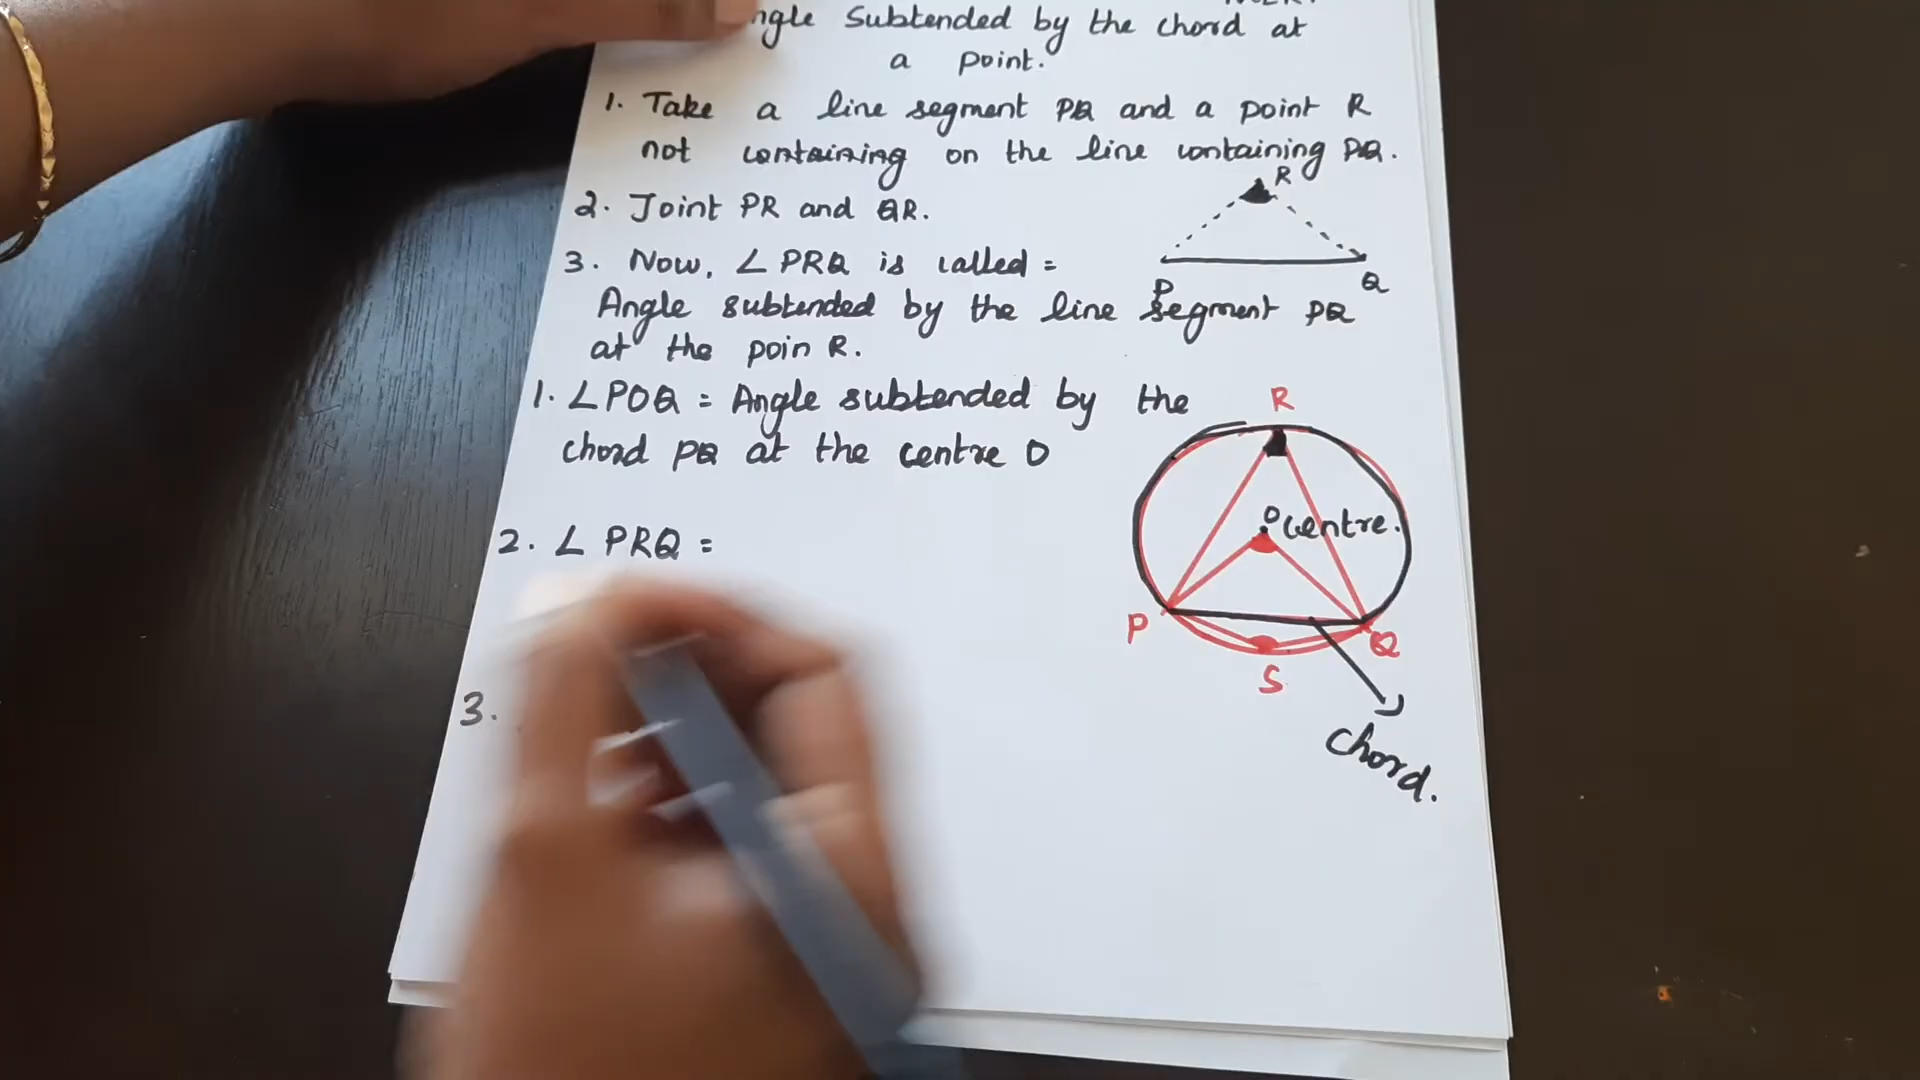 Subtended by the chord at
a point.
1. Take a line segment PQ and a point R
not containing on the line containing PQ.
2. Joint PR and QR.
3. Now, ∠PRQ is called =
Angle subtended by the line segment PQ
at the poin R.
R
P
Q
1. ∠POQ = Angle subtended by the
chord PQ at the centre O
2. ∠ PRQ =
3.
R
O centre.
P
Q
S
chord.